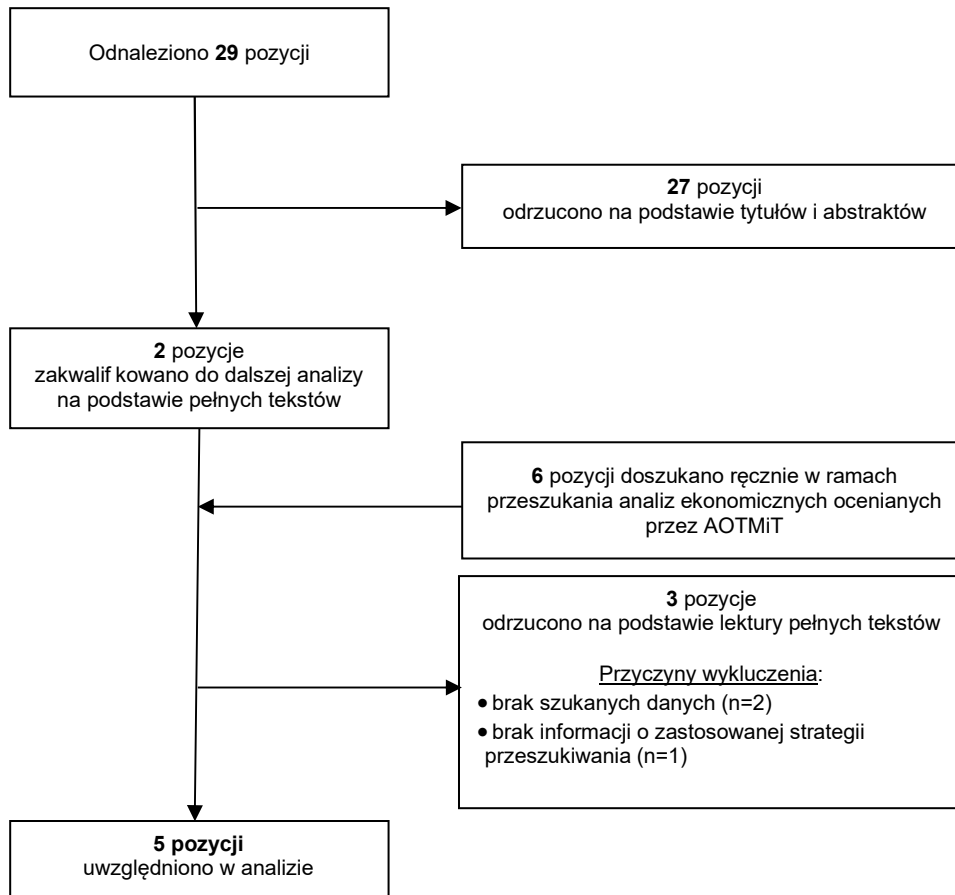 Odnaleziono 29 pozycji
27 pozycji
odrzucono na podstawie tytułów i abstraktów
2 pozycje
zakwalif kowano do dalszej analizy
na podstawie pełnych tekstów
6 pozycji doszukano ręcznie w ramach
przeszukania analiz ekonomicznych ocenianych
przez AOTMiT
3 pozycje
odrzucono na podstawie lektury pełnych tekstów
Przyczyny wykluczenia:
• brak szukanych danych (n=2)
• brak informacji o zastosowanej strategii
przeszukiwania (n=1)
5 pozycji
uwzględniono w analizie